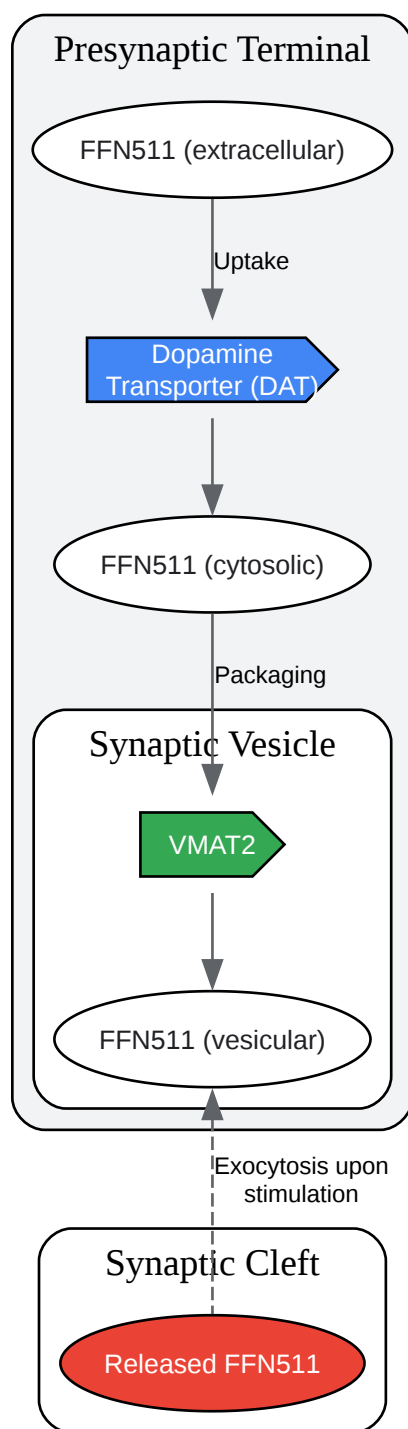 Presynaptic Terminal
FFN511 (extracellular)
Uptake
Dopamine
Transporter (DAT)
FFN511 (cytosolic)
Packaging
Synaptic Vesicle
VMAT2
FFN511 (vesicular)
Exocytosis upon
stimulation
Synaptic Cleft
Released FFN511